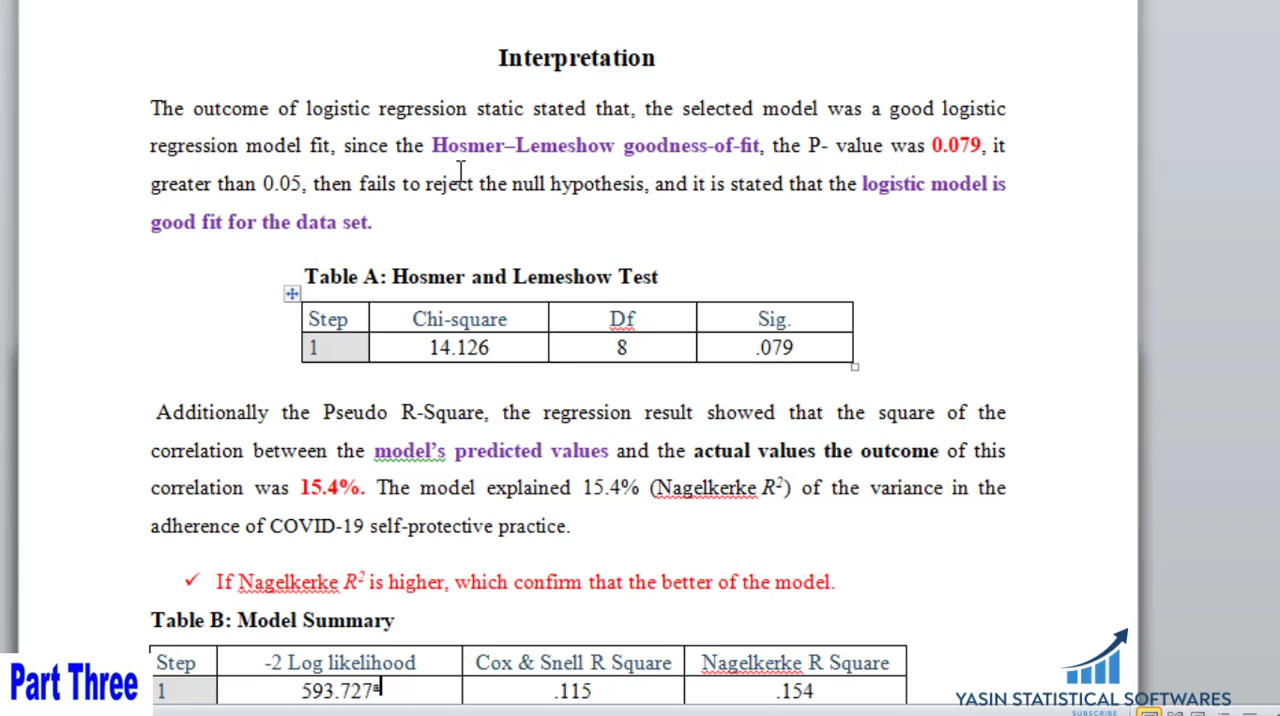 Interpretation
The outcome of logistic regression static stated that, the selected model was a good logistic
regression model fit, since the Hosmer–Lemeshow goodness-of-fit, the P- value was 0.079, it
greater than 0.05, then fails to reject the null hypothesis, and it is stated that the logistic model is
good fit for the data set.
Table A: Hosmer and Lemeshow Test
Step Chi-square Df Sig.
1 14.126 8 .079
Additionally the Pseudo R-Square, the regression result showed that the square of the
correlation between the model’s predicted values and the actual values the outcome of this
correlation was 15.4%. The model explained 15.4% (Nagelkerke R²) of the variance in the
adherence of COVID-19 self-protective practice.
✓ If Nagelkerke R² is higher, which confirm that the better of the model.
Table B: Model Summary
Step -2 Log likelihood Cox & Snell R Square Nagelkerke R Square
1 593.727ª .115 .154
Part Three
YASIN STATISTICAL SOFTWARES
SUBSCRIBE